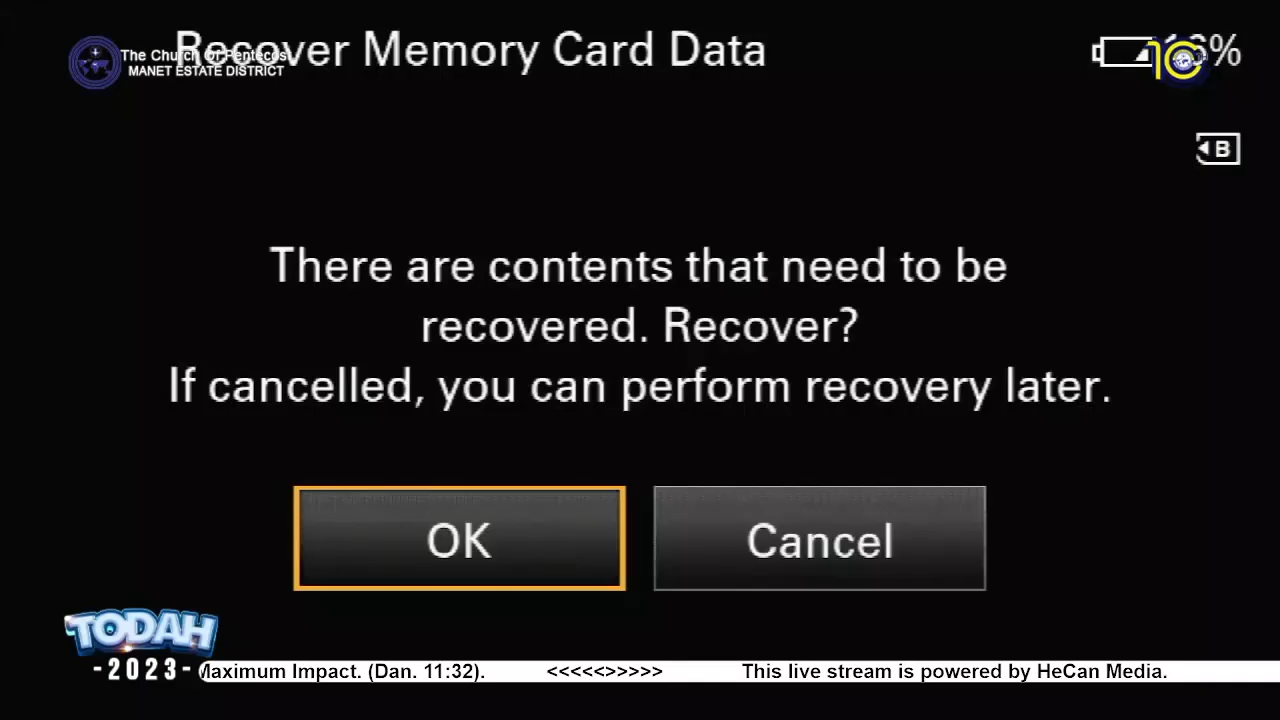 Recover Memory Card Data
The Church Of Pentecost
MANET ESTATE DISTRICT
B
There are contents that need to be
recovered. Recover?
If cancelled, you can perform recovery later.
OK
Cancel
TODAH
-2023-
Maximum Impact. (Dan. 11:32). <<<<<>>>>> This live stream is powered by HeCan Media.